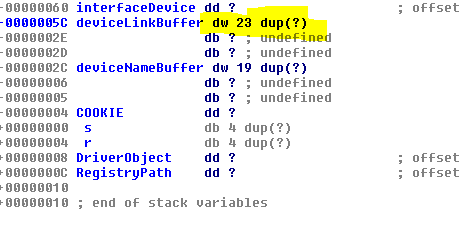 -00000060 interfaceDevice dd ? ; offset
-0000005C deviceLinkBuffer dw 23 dup(?)
-0000002E db ? ; undefined
-0000002D db ? ; undefined
-0000002C deviceNameBuffer dw 19 dup(?)
-00000006 db ? ; undefined
-00000005 db ? ; undefined
-00000004 COOKIE dd ?
+00000000 s db 4 dup(?)
+00000004 r db 4 dup(?)
+00000008 DriverObject dd ? ; offset
+0000000C RegistryPath dd ? ; offset
+00000010
+00000010 ; end of stack variables